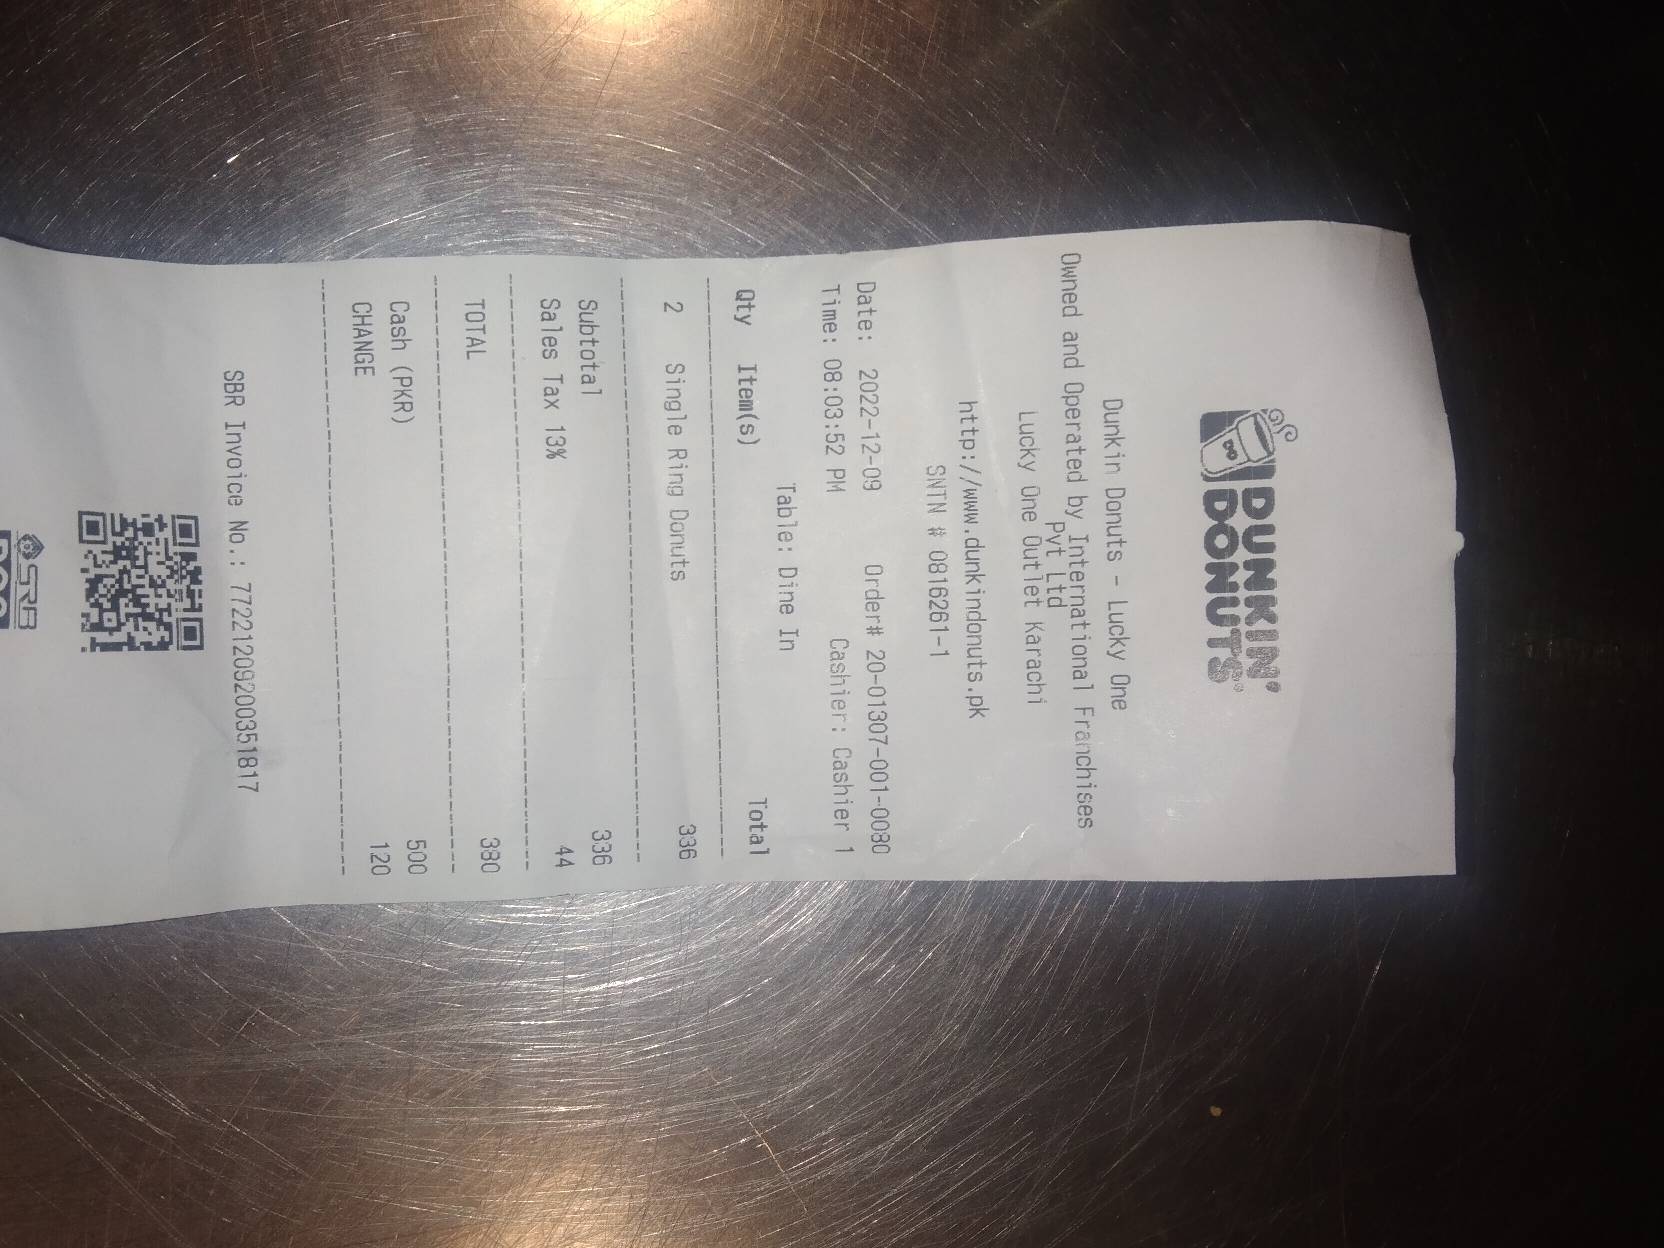 DUNKIN'
DONUTS
Dunkin Donuts - Lucky One
Owned and Operated by International Franchises
Pvt Ltd
Lucky One Outlet Karachi
http://www.dunkindonuts.pk
SNTN # 0816261-1
Date: 2022-12-09 Order# 20-01307-001-0080
Time: 08:03:52 PM Cashier: Cashier 1
Table: Dine In
Qty Item(s) Total
2 Single Ring Donuts 336
Subtotal 336
Sales Tax 13% 44
TOTAL 380
Cash (PKR) 500
CHANGE 120
SBR Invoice No.: 7722120920035​1817
SRB